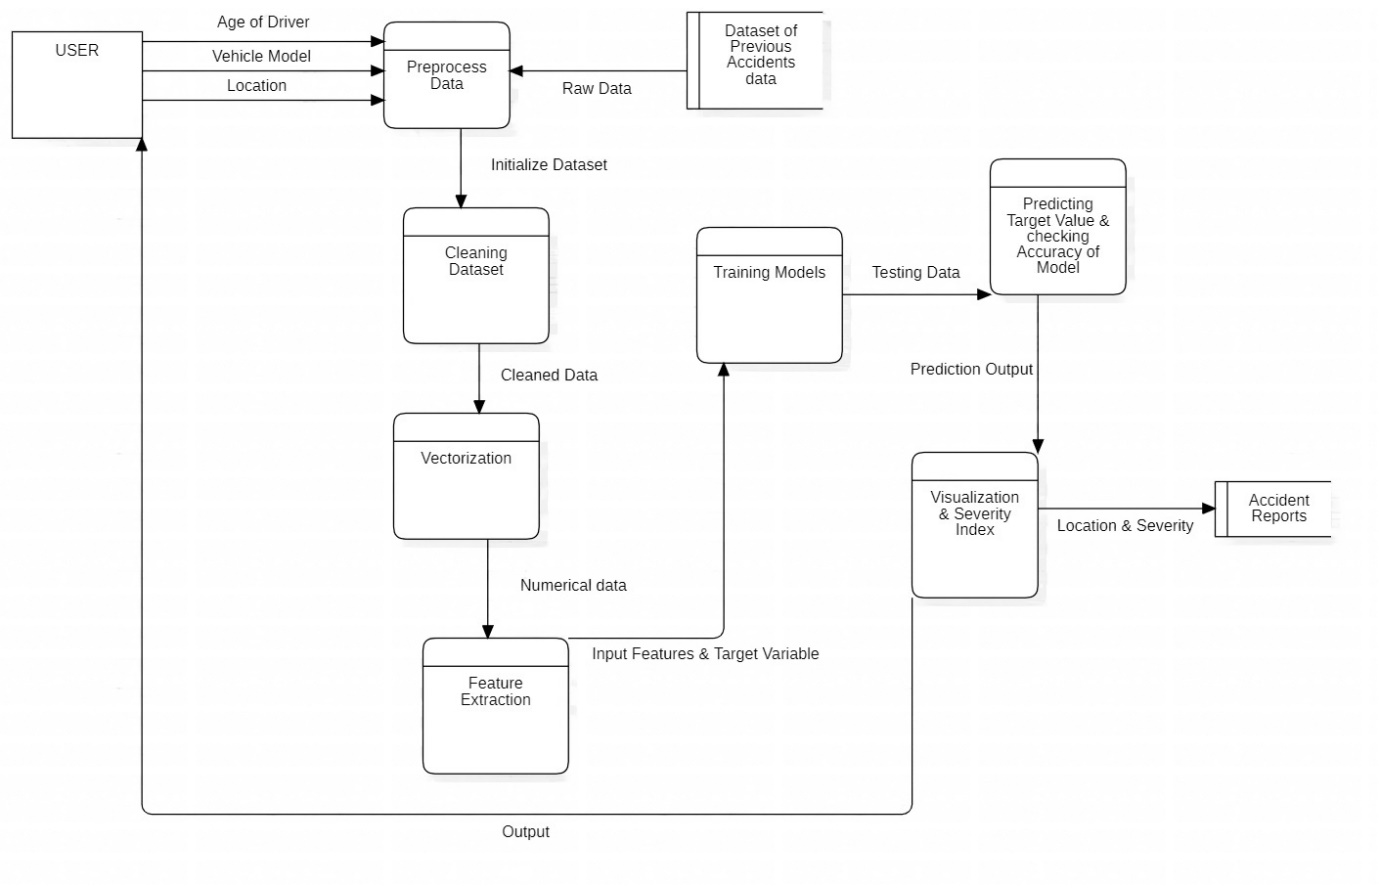 Age of Driver
USER
Vehicle Model
Location
Preprocess
Data
Raw Data
Dataset of
Previous
Accidents
data
Initialize Dataset
Cleaning
Dataset
Cleaned Data
Vectorization
Numerical data
Feature
Extraction
Input Features & Target Variable
Training Models
Testing Data
Predicting
Target Value &
checking
Accuracy of
Model
Prediction Output
Visualization
& Severity
Index
Location & Severity
Accident
Reports
Output